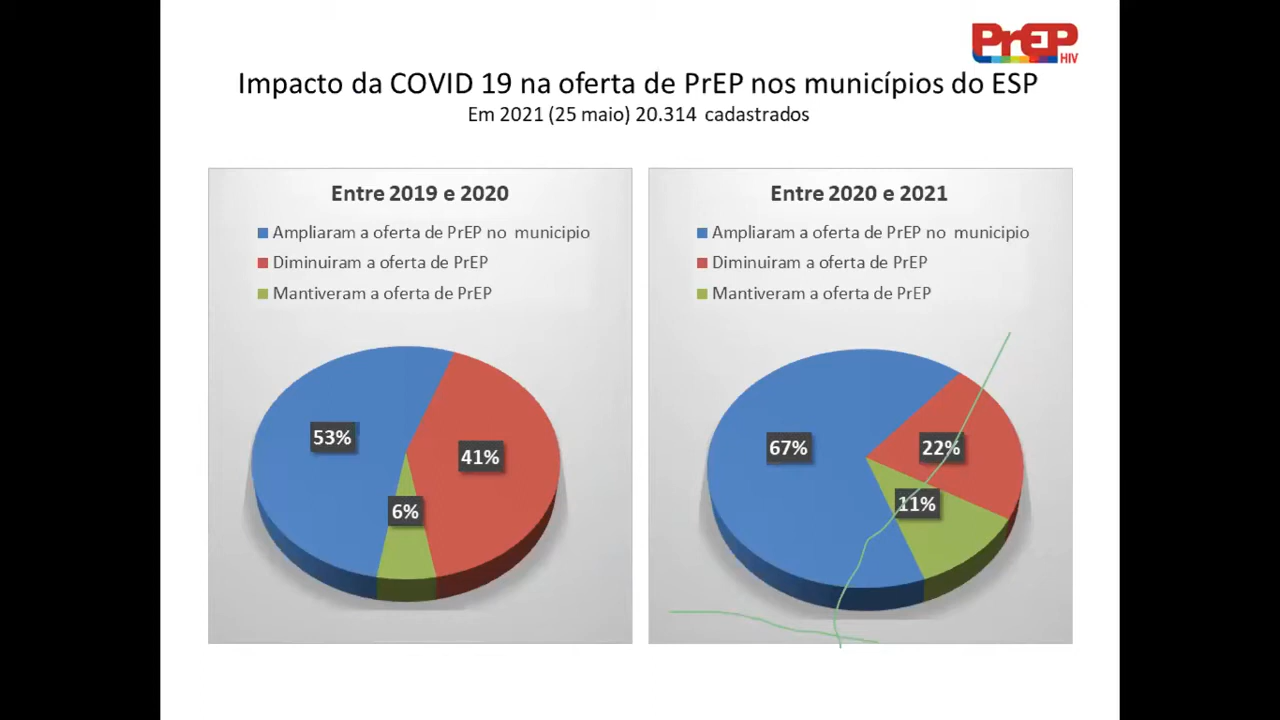 PrEP
HIV
Impacto da COVID 19 na oferta de PrEP nos municípios do ESP
Em 2021 (25 maio) 20.314 cadastrados
Entre 2019 e 2020
Ampliaram a oferta de PrEP no municipio
Diminuiram a oferta de PrEP
Mantiveram a oferta de PrEP
53%
41%
6%
Entre 2020 e 2021
Ampliaram a oferta de PrEP no municipio
Diminuiram a oferta de PrEP
Mantiveram a oferta de PrEP
67%
22%
11%